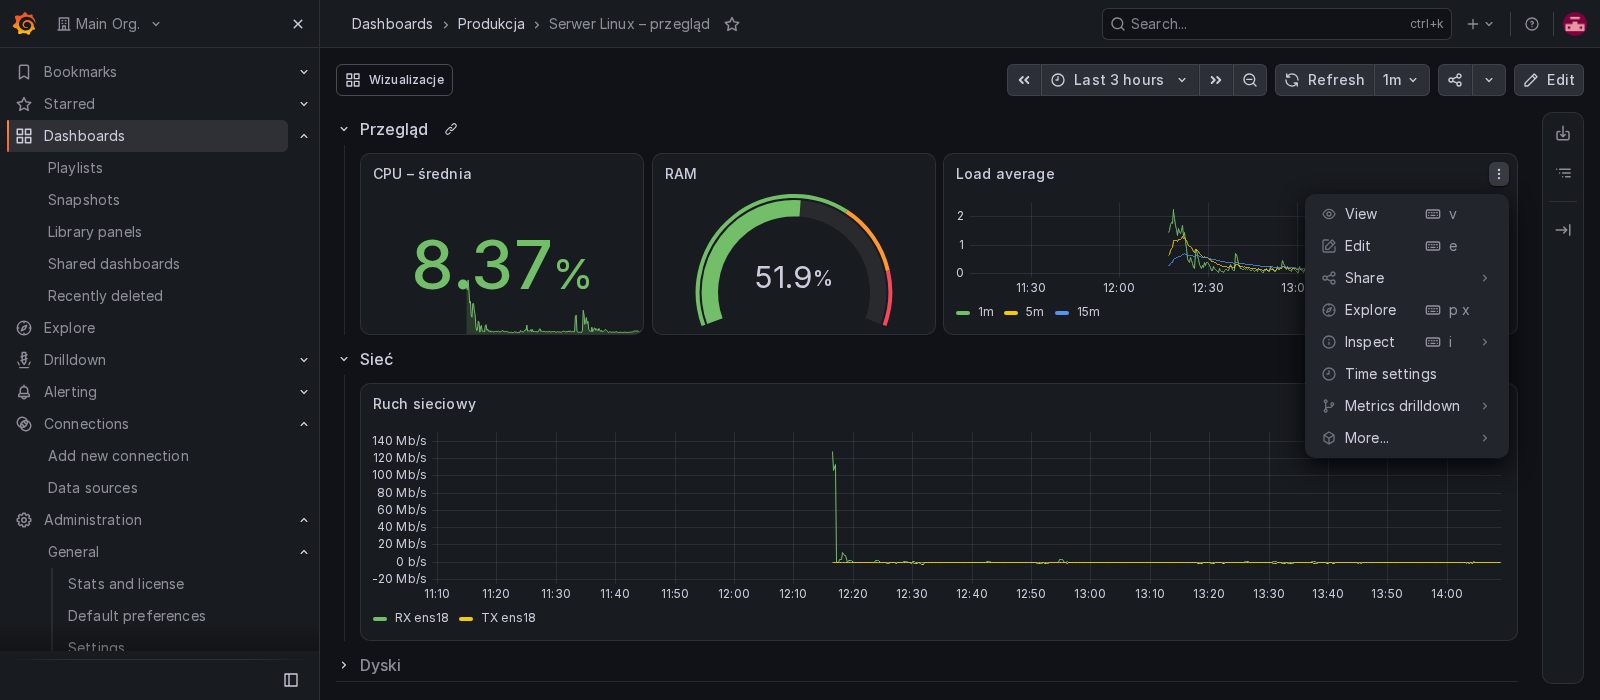 Main Org.
Dashboards > Produkcja > Serwer Linux – przegląd
Search... ctrl+k
Bookmarks
Starred
Dashboards
Playlists
Snapshots
Library panels
Shared dashboards
Recently deleted
Explore
Drilldown
Alerting
Connections
Add new connection
Data sources
Administration
General
Stats and license
Default preferences
Settings
Wizualizacje
Last 3 hours
Refresh 1m
Edit
Przegląd
CPU – średnia
8.37%
RAM
51.9%
Load average
2
1
0
11:30 12:00 12:30 13:0
1m 5m 15m
View v
Edit e
Share
Explore p x
Inspect i
Time settings
Metrics drilldown
More...
Sieć
Ruch sieciowy
140 Mb/s
120 Mb/s
100 Mb/s
80 Mb/s
60 Mb/s
40 Mb/s
20 Mb/s
0 b/s
-20 Mb/s
11:10 11:20 11:30 11:40 11:50 12:00 12:10 12:20 12:30 12:40 12:50 13:00 13:10 13:20 13:30 13:40 13:50 14:00
RX ens18 TX ens18
Dyski